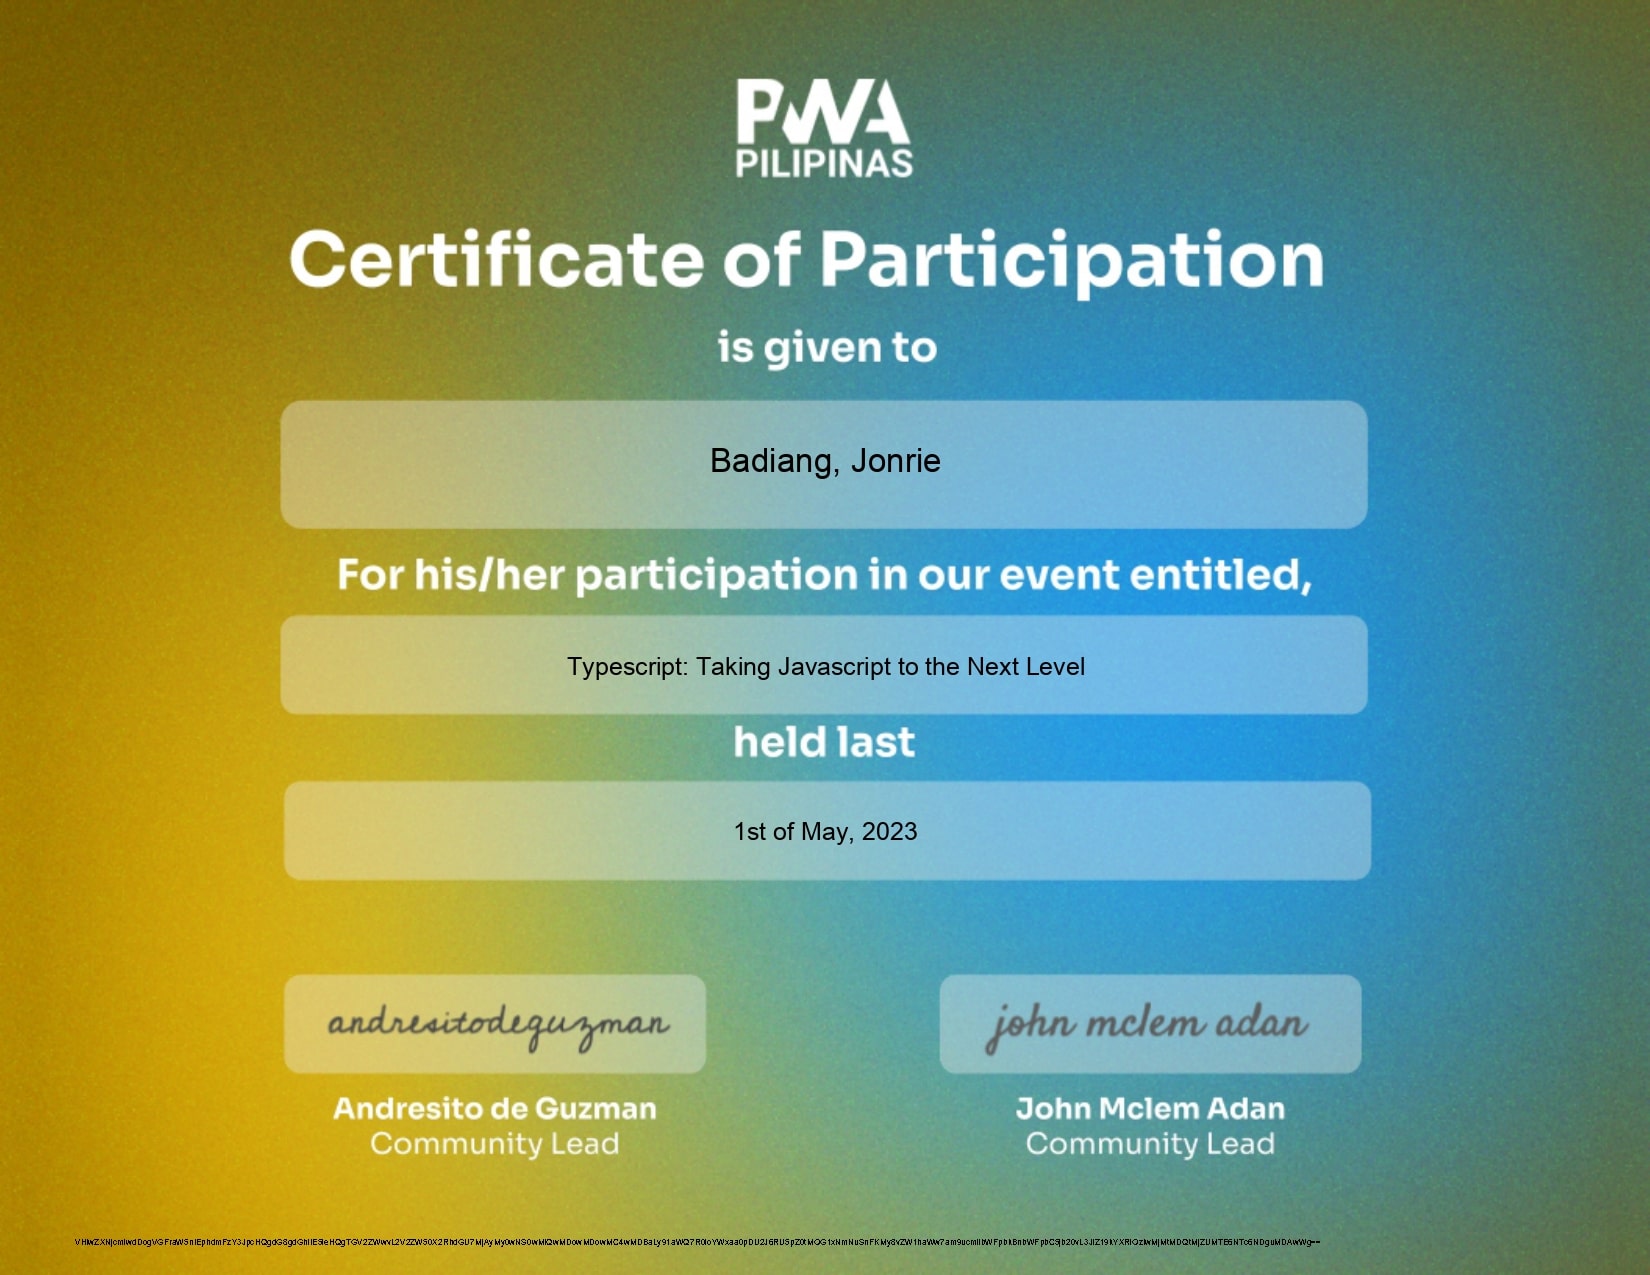 PWA
PILIPINAS
Certificate of Participation
is given to
Badiang, Jonrie
For his/her participation in our event entitled,
Typescript: Taking Javascript to the Next Level
held last
1st of May, 2023
andresitodeguzman
john mclem adan
Andresito de Guzman
John Mclem Adan
Community Lead
Community Lead